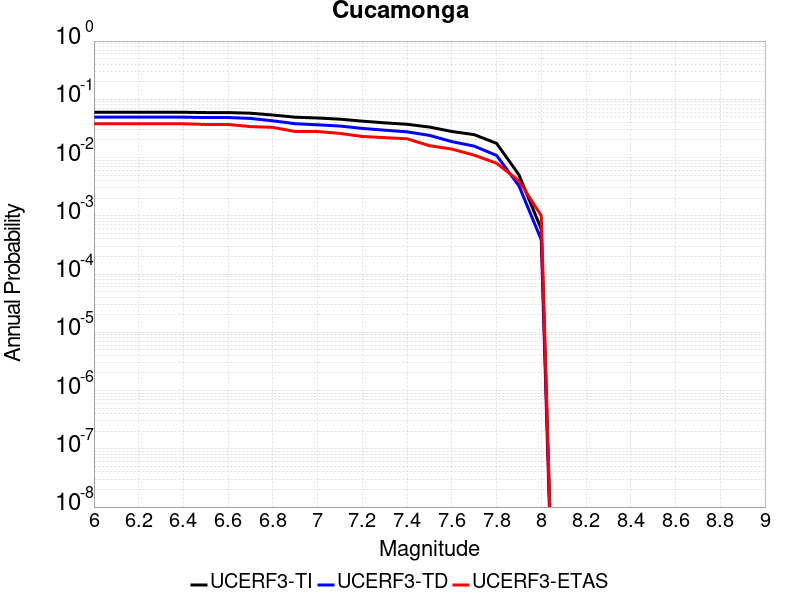 Cucamonga
Annual Probability
10^0
10^-1
10^-2
10^-3
10^-4
10^-5
10^-6
10^-7
10^-8
6 6.2 6.4 6.6 6.8 7 7.2 7.4 7.6 7.8 8 8.2 8.4 8.6 8.8 9
Magnitude
UCERF3-TI UCERF3-TD UCERF3-ETAS